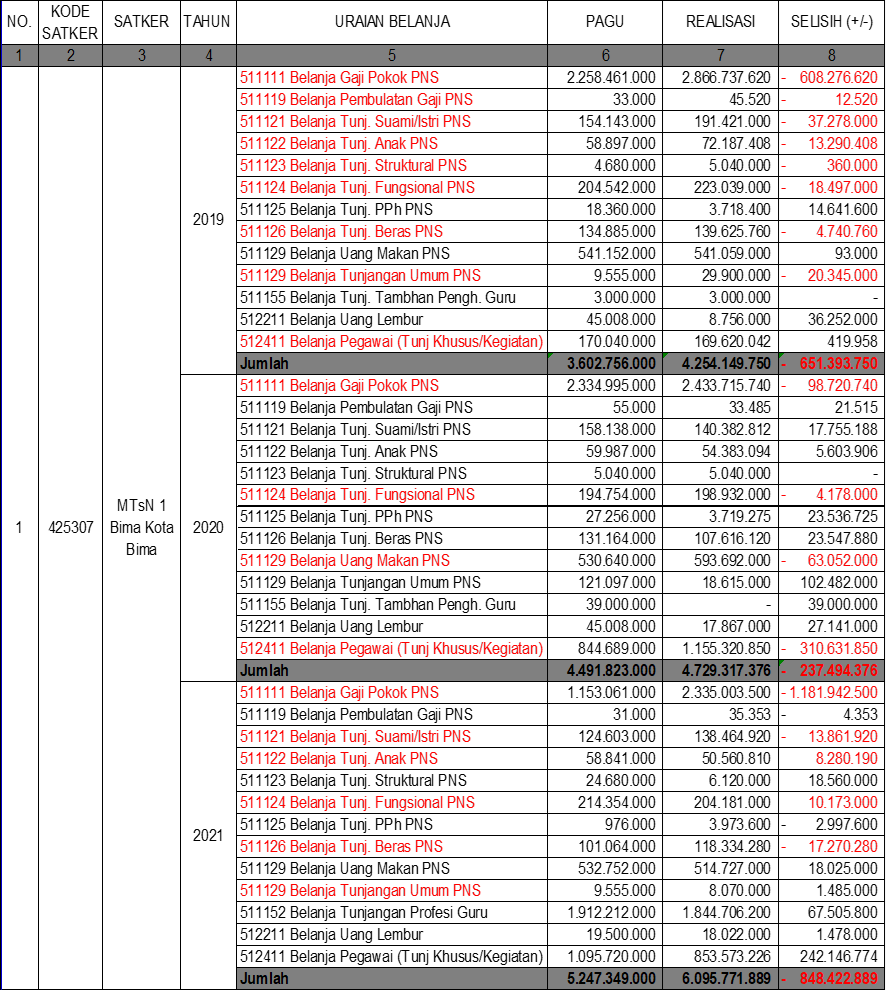 NO. KODE SATKER SATKER TAHUN URAIAN BELANJA PAGU REALISASI SELISIH (+/-)
1 2 3 4 5 6 7 8
1 425307 MTsN 1 Bima Kota Bima
2019
511111 Belanja Gaji Pokok PNS 2.258.461.000 2.866.737.620 - 608.276.620
511119 Belanja Pembulatan Gaji PNS 33.000 45.520 - 12.520
511121 Belanja Tunj. Suami/Istri PNS 154.143.000 191.421.000 - 37.278.000
511122 Belanja Tunj. Anak PNS 58.897.000 72.187.408 - 13.290.408
511123 Belanja Tunj. Struktural PNS 4.680.000 5.040.000 - 360.000
511124 Belanja Tunj. Fungsional PNS 204.542.000 223.039.000 - 18.497.000
511125 Belanja Tunj. PPh PNS 18.360.000 3.718.400 14.641.600
511126 Belanja Tunj. Beras PNS 134.885.000 139.625.760 - 4.740.760
511129 Belanja Uang Makan PNS 541.152.000 541.059.000 93.000
511129 Belanja Tunjangan Umum PNS 9.555.000 29.900.000 - 20.345.000
511155 Belanja Tunj. Tambhan Pengh. Guru 3.000.000 3.000.000 -
512211 Belanja Uang Lembur 45.008.000 8.756.000 36.252.000
512411 Belanja Pegawai (Tunj Khusus/Kegiatan) 170.040.000 169.620.042 419.958
Jumlah 3.602.756.000 4.254.149.750 - 651.393.750
2020
511111 Belanja Gaji Pokok PNS 2.334.995.000 2.433.715.740 - 98.720.740
511119 Belanja Pembulatan Gaji PNS 55.000 33.485 21.515
511121 Belanja Tunj. Suami/Istri PNS 158.138.000 140.382.812 17.755.188
511122 Belanja Tunj. Anak PNS 59.987.000 54.383.094 5.603.906
511123 Belanja Tunj. Struktural PNS 5.040.000 5.040.000 -
511124 Belanja Tunj. Fungsional PNS 194.754.000 198.932.000 - 4.178.000
511125 Belanja Tunj. PPh PNS 27.256.000 3.719.275 23.536.725
511126 Belanja Tunj. Beras PNS 131.164.000 107.616.120 23.547.880
511129 Belanja Uang Makan PNS 530.640.000 593.692.000 - 63.052.000
511129 Belanja Tunjangan Umum PNS 121.097.000 18.615.000 102.482.000
511155 Belanja Tunj. Tambhan Pengh. Guru 39.000.000 - 39.000.000
512211 Belanja Uang Lembur 45.008.000 17.867.000 27.141.000
512411 Belanja Pegawai (Tunj Khusus/Kegiatan) 844.689.000 1.155.320.850 - 310.631.850
Jumlah 4.491.823.000 4.729.317.376 - 237.494.376
2021
511111 Belanja Gaji Pokok PNS 1.153.061.000 2.335.003.500 - 1.181.942.500
511119 Belanja Pembulatan Gaji PNS 31.000 35.353 - 4.353
511121 Belanja Tunj. Suami/Istri PNS 124.603.000 138.464.920 - 13.861.920
511122 Belanja Tunj. Anak PNS 58.841.000 50.560.810 8.280.190
511123 Belanja Tunj. Struktural PNS 24.680.000 6.120.000 18.560.000
511124 Belanja Tunj. Fungsional PNS 214.354.000 204.181.000 10.173.000
511125 Belanja Tunj. PPh PNS 976.000 3.973.600 - 2.997.600
511126 Belanja Tunj. Beras PNS 101.064.000 118.334.280 - 17.270.280
511129 Belanja Uang Makan PNS 532.752.000 514.727.000 18.025.000
511129 Belanja Tunjangan Umum PNS 9.555.000 8.070.000 1.485.000
511152 Belanja Tunjangan Profesi Guru 1.912.212.000 1.844.706.200 67.505.800
512211 Belanja Uang Lembur 19.500.000 18.022.000 1.478.000
512411 Belanja Pegawai (Tunj Khusus/Kegiatan) 1.095.720.000 853.573.226 242.146.774
Jumlah 5.247.349.000 6.095.771.889 - 848.422.889